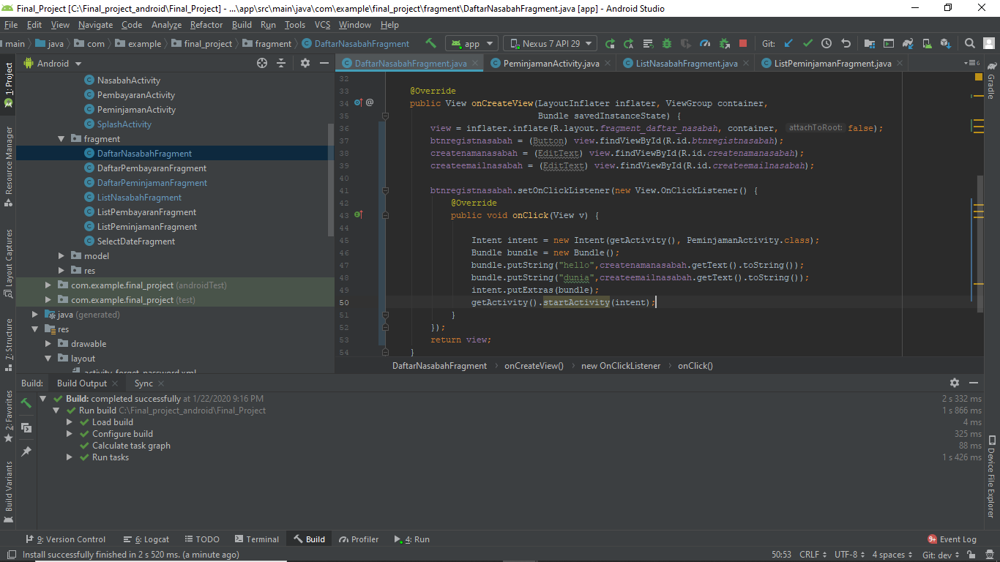 Final_Project [C:\Final_project_android\Final_Project] - ...\app\src\main\java\com\example\final_project\fragment\DaftarNasabahFragment.java [app] - Android Studio
File Edit View Navigate Code Analyze Refactor Build Run Tools VCS Window Help
main java com example final_project fragment DaftarNasabahFragment app Nexus 7 API 29 Git:
Android
DaftarNasabahFragment.java PeminjamanActivity.java ListNasabahFragment.java ListPeminjamanFragment.java 6
1: Project
Resource Manager
Layout Captures
7: Structure
2: Favorites
Build Variants
NasabahActivity
PembayaranActivity
PeminjamanActivity
SplashActivity
fragment
DaftarNasabahFragment
DaftarPembayaranFragment
DaftarPeminjamanFragment
ListNasabahFragment
ListPembayaranFragment
ListPeminjamanFragment
SelectDateFragment
model
res
com.example.final_project (androidTest)
com.example.final_project (test)
java (generated)
res
drawable
layout
activity_forget_password.xml
32
33 @Override
34 @ public View onCreateView(LayoutInflater inflater, ViewGroup container,
35 Bundle savedInstanceState) {
36 view = inflater.inflate(R.layout.fragment_daftar_nasabah, container, attachToRoot: false);
37 btnregistnasabah = (Button) view.findViewById(R.id.btnregistnasabah);
38 createnamanasabah = (EditText) view.findViewById(R.id.createnamanasabah);
39 createemailnasabah = (EditText) view.findViewById(R.id.createemailnasabah);
40
41 btnregistnasabah.setOnClickListener(new View.OnClickListener() {
42 @Override
43 public void onClick(View v) {
44
45 Intent intent = new Intent(getActivity(), PeminjamanActivity.class);
46 Bundle bundle = new Bundle();
47 bundle.putString("hello",createnamanasabah.getText().toString());
48 bundle.putString("dunia",createemailnasabah.getText().toString());
49 intent.putExtras(bundle);
50 getActivity().startActivity(intent);
51 }
52 });
53 return view;
54 }
DaftarNasabahFragment onCreateView() new OnClickListener onClick()
Gradle
Device File Explorer
Build: Build Output Sync
Build: completed successfully at 1/22/2020 9:16 PM 2 s 332 ms
Run build C:\Final_project_android\Final_Project 1 s 866 ms
Load build 4 ms
Configure build 325 ms
Calculate task graph 88 ms
Run tasks 1 s 426 ms
9: Version Control 6: Logcat TODO Terminal Build Profiler 4: Run 9+ Event Log
Install successfully finished in 2 s 520 ms. (a minute ago) 50:53 CRLF UTF-8 4 spaces Git: dev